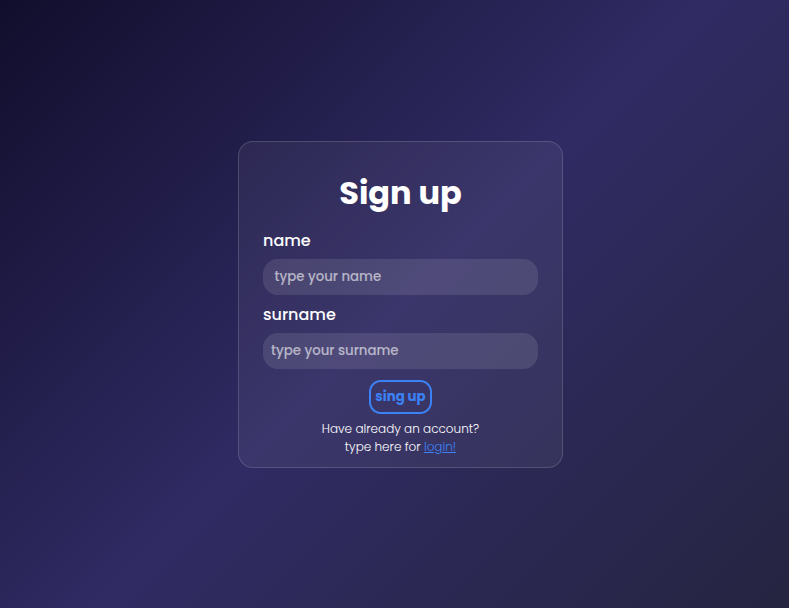 Sign up
name
type your name
surname
type your surname
sing up
Have already an account?
type here for login!